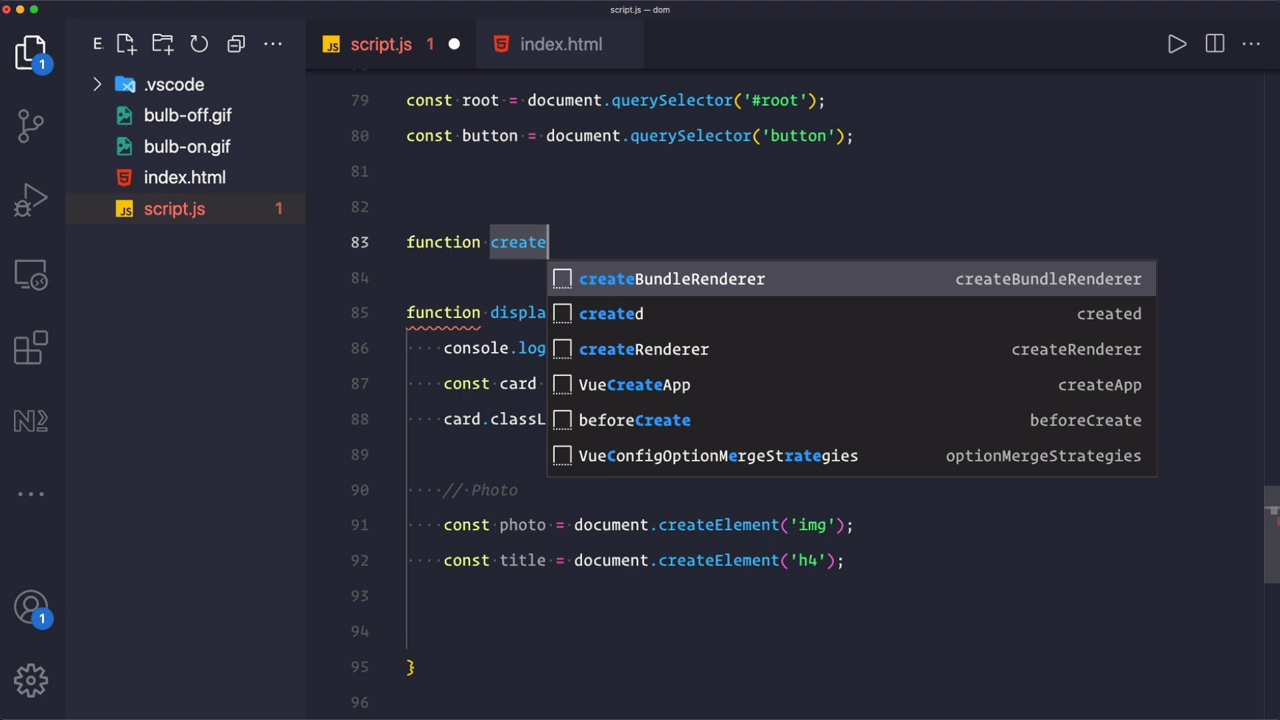 script.js — dom
E
script.js 1
index.html
1
.vscode
bulb-off.gif
bulb-on.gif
index.html
script.js 1
1
79 const root = document.querySelector('#root');
80 const button = document.querySelector('button');
81
82
83 function create
createBundleRenderer createBundleRenderer
created created
createRenderer createRenderer
VueCreateApp createApp
beforeCreate beforeCreate
VueConfigOptionMergeStrategies optionMergeStrategies
84
85 function displa
86 console.log
87 const card
88 card.classL
89
90 // Photo
91 const photo = document.createElement('img');
92 const title = document.createElement('h4');
93
94
95 }
96